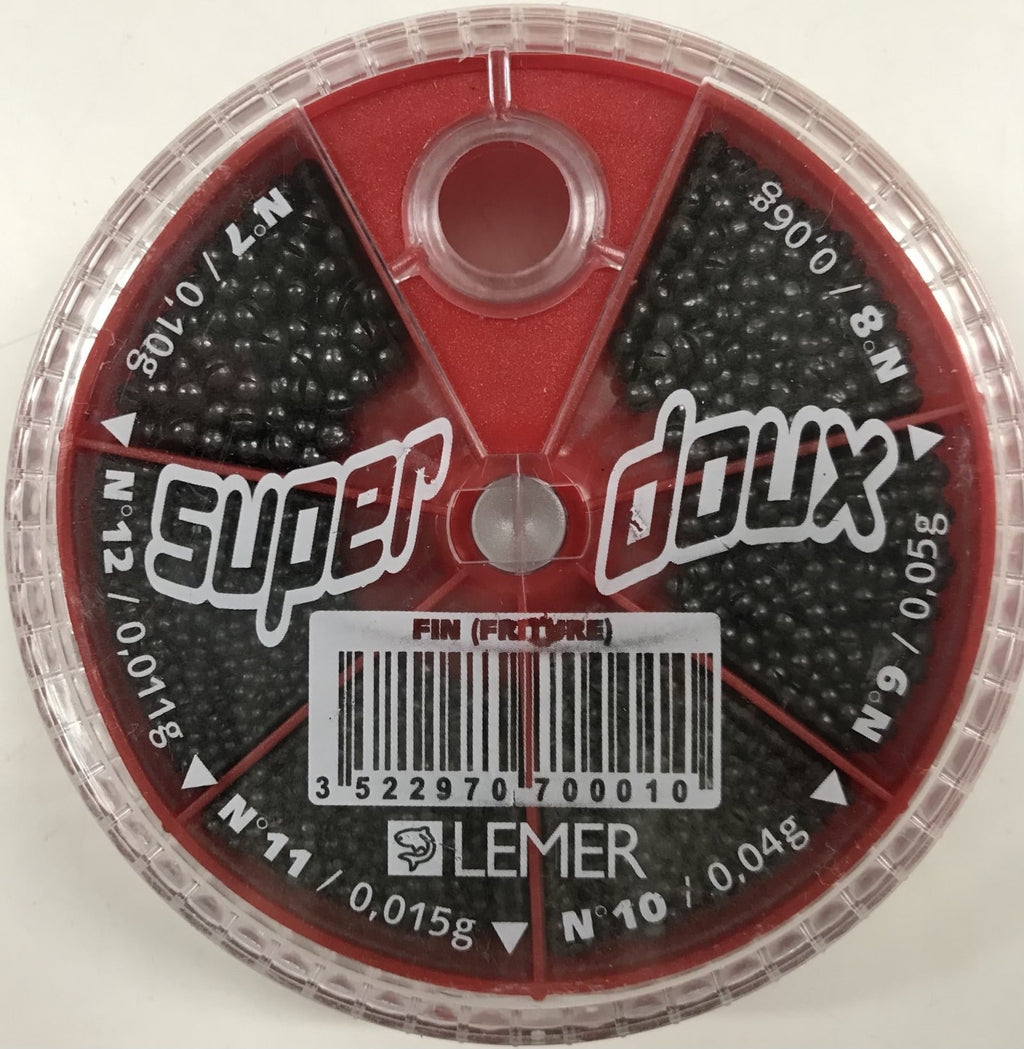 super doux
N°7 / 0,10g
N°8 / 0,06g
N°9 / 0,05g
N°10 / 0,04g
N°11 / 0,015g
N°12 / 0,011g
FIN (FRITURE)
3 522970 700010
LEMER